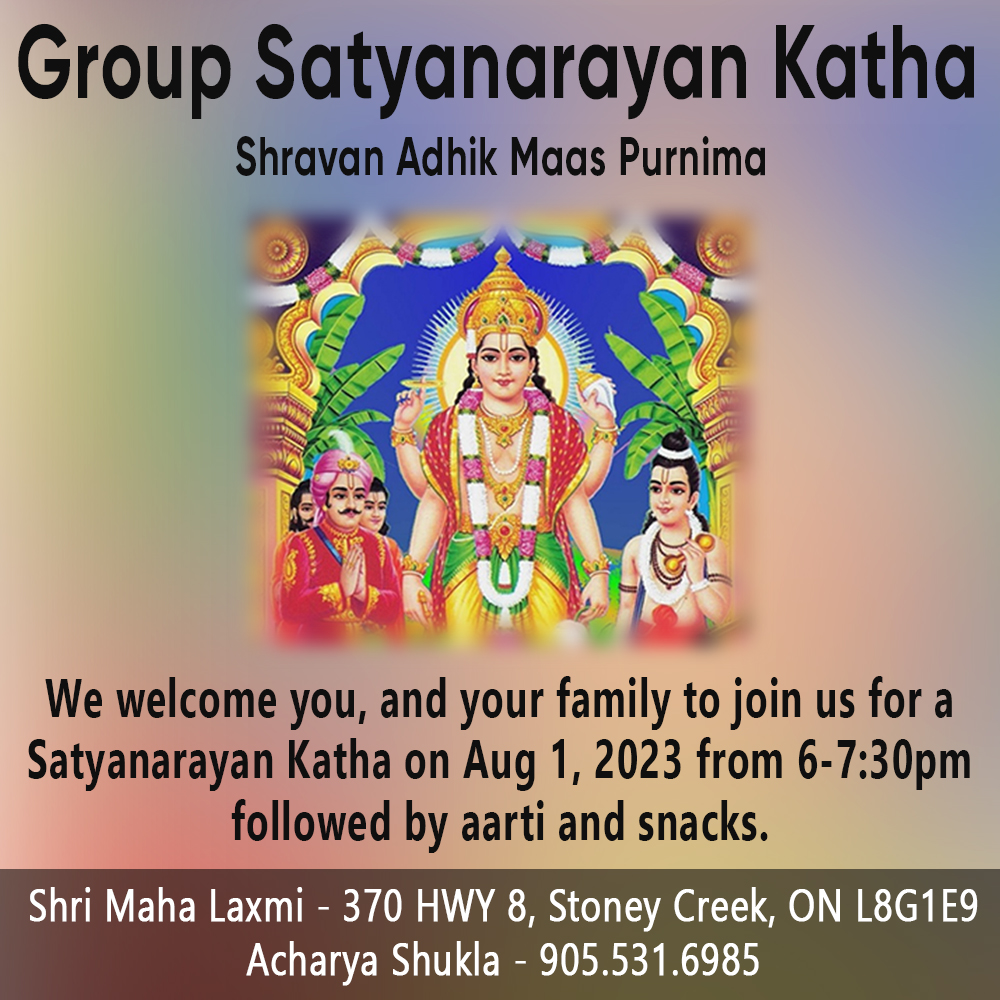 Group Satyanarayan Katha
Shravan Adhik Maas Purnima
We welcome you, and your family to join us for a
Satyanarayan Katha on Aug 1, 2023 from 6-7:30pm
followed by aarti and snacks.
Shri Maha Laxmi - 370 HWY 8, Stoney Creek, ON L8G1E9
Acharya Shukla - 905.531.6985